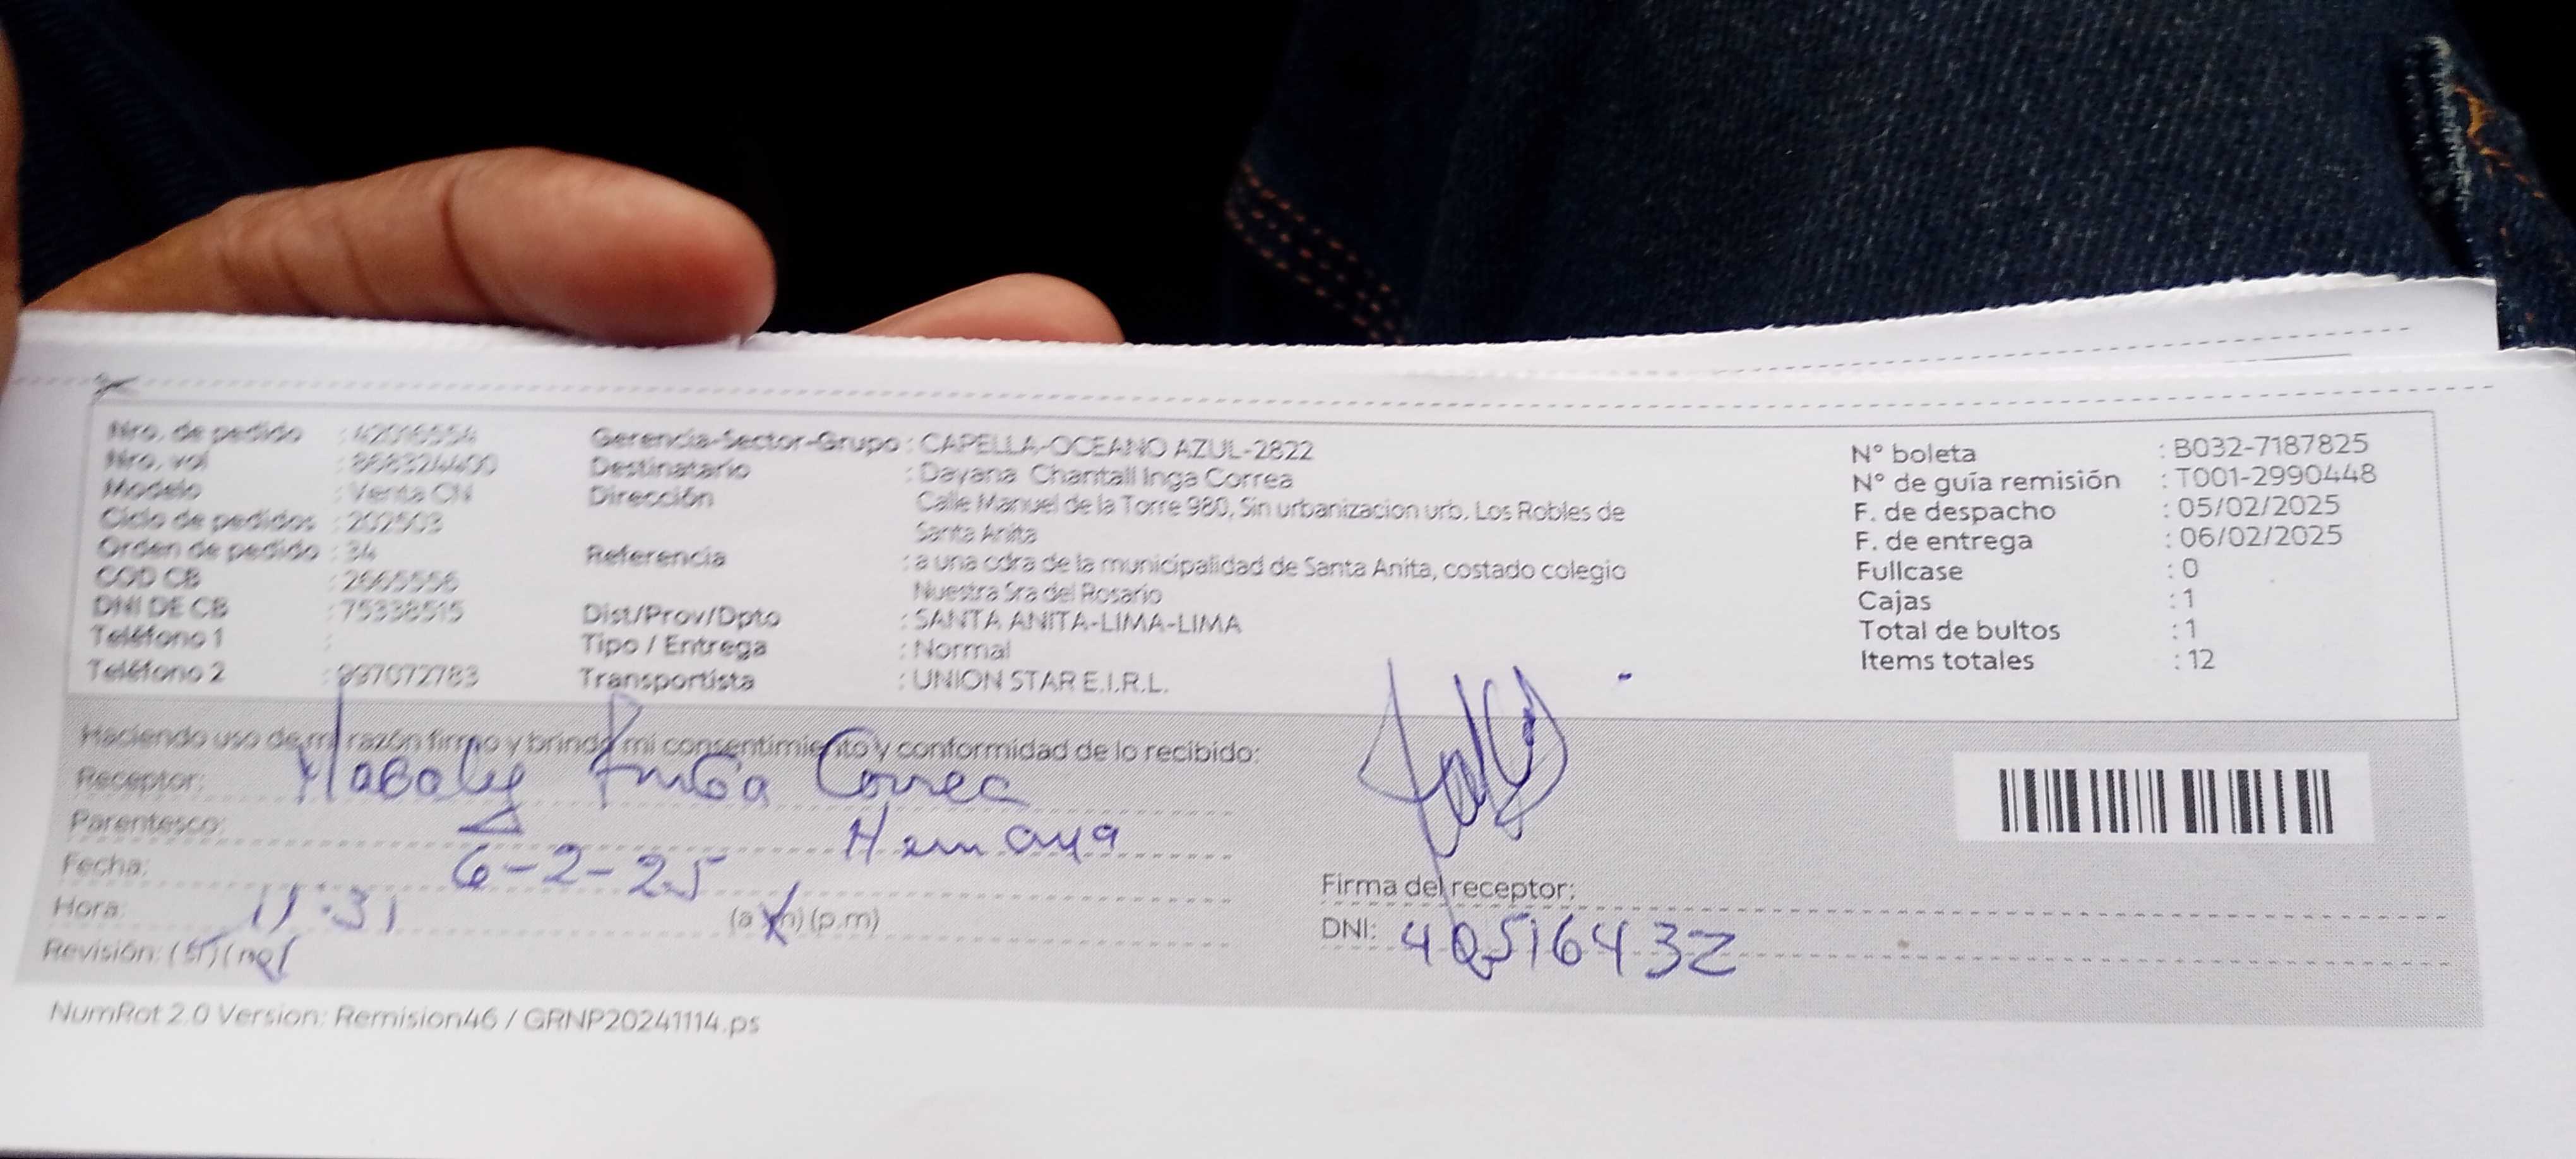 Nro. de pedido : 42016554
Nro. vol : 8683244400
Modelo : Venta CN
Ciclo de pedidos : 202503
Orden de pedido : 34
COD CB : 2665556
DNI DE CB : 75338515
Teléfono 1 :
Teléfono 2 : 997072783
Gerencia-Sector-Grupo : CAPELLA-OCEANO AZUL-2822
Destinatario : Dayana Chantall Inga Correa
Dirección : Calle Manuel de la Torre 980, Sin urbanizacion urb. Los Robles de
Santa Anita
Referencia : a una cdra de la municipalidad de Santa Anita, costado colegio
Nuestra Sra del Rosario
Dist/Prov/Dpto : SANTA ANITA-LIMA-LIMA
Tipo / Entrega : Normal
Transportista : UNION STAR E.I.R.L.
N° boleta : B032-7187825
N° de guía remisión : T001-2990448
F. de despacho : 05/02/2025
F. de entrega : 06/02/2025
Fullcase : 0
Cajas : 1
Total de bultos : 1
Items totales : 12
Haciendo uso de mi razón firmo y brindo mi consentimiento y conformidad de lo recibido:
Receptor: Correa
Parentesco: Hermana
Fecha: 6-2-25
Hora: 11:31 (a.m) (p.m)
Revisión: (si) (no)
Firma del receptor:
DNI: 40516432
NumRot 2.0 Version: Remision46 / GRNP20241114.ps